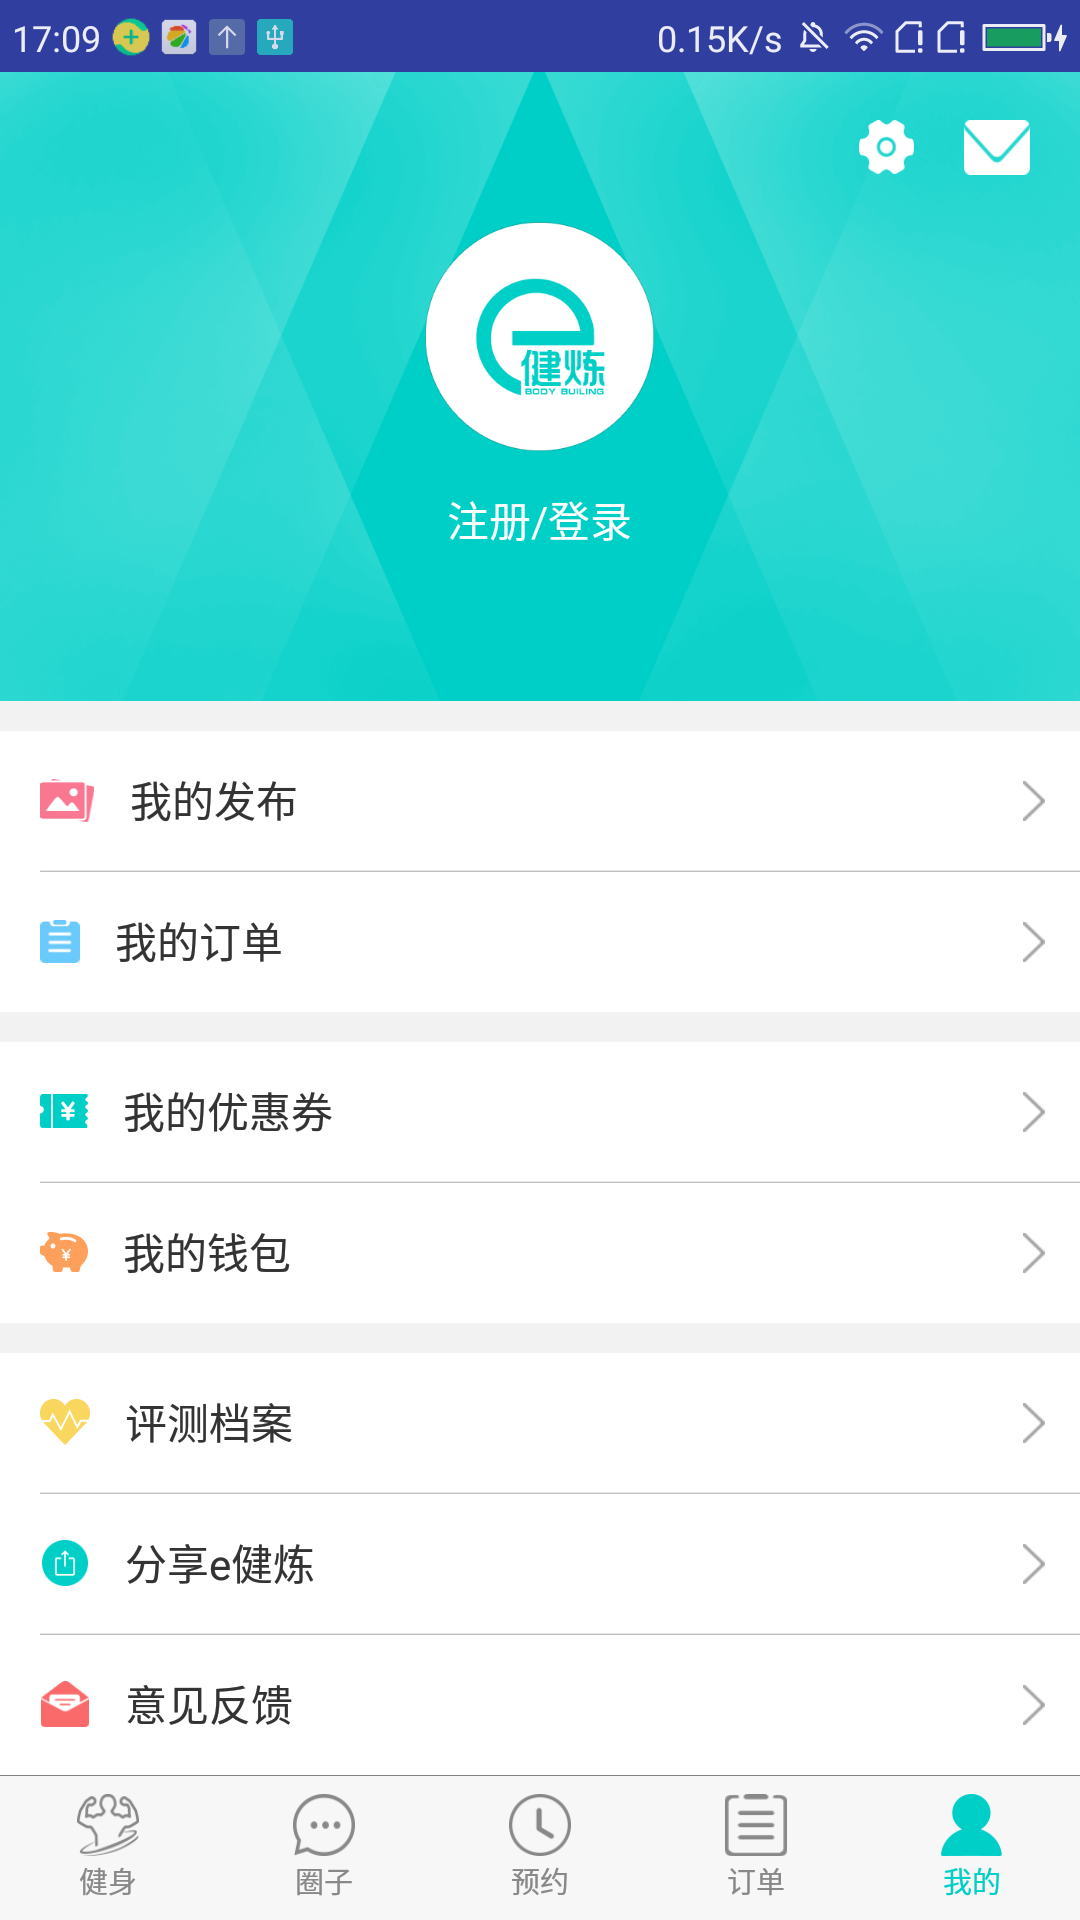 17:09 0.15K/s
健炼
BODY BUILING
注册/登录
我的发布
我的订单
我的优惠券
我的钱包
评测档案
分享e健炼
意见反馈
健身 圈子 预约 订单 我的